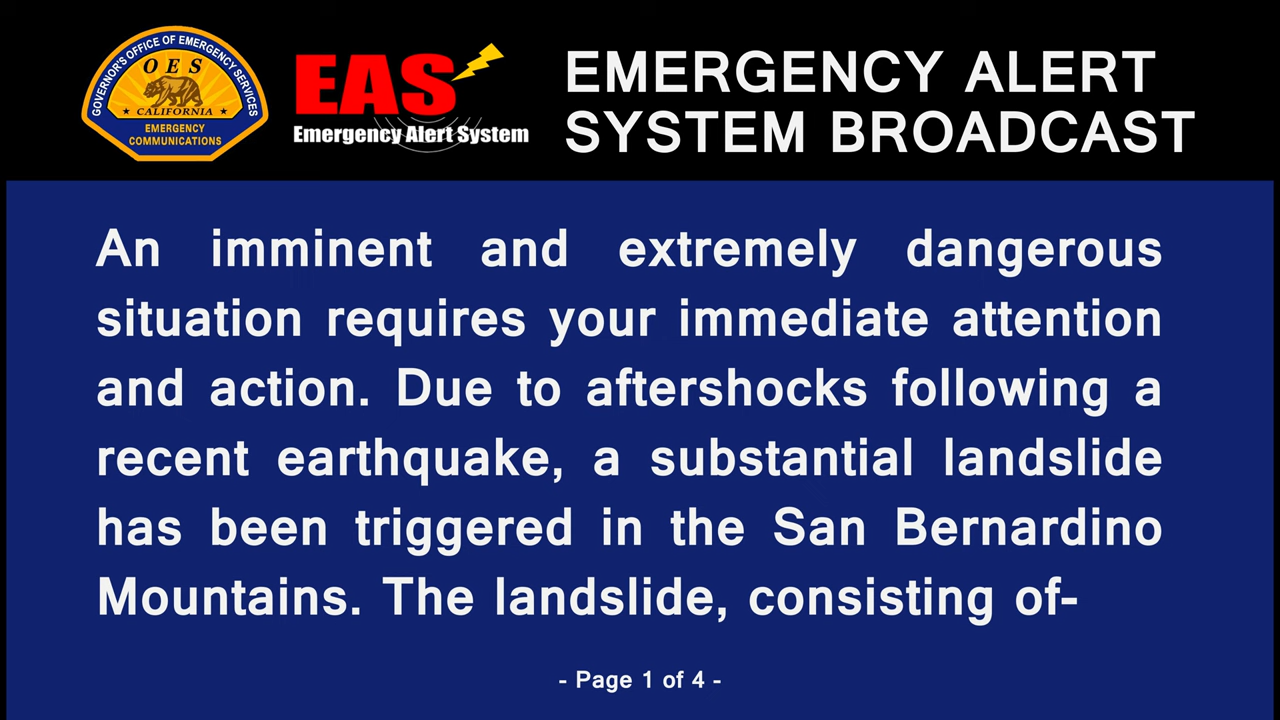 GOVERNOR'S OFFICE OF EMERGENCY SERVICES
OES
CALIFORNIA
EMERGENCY
COMMUNICATIONS
EAS
Emergency Alert System
EMERGENCY ALERT
SYSTEM BROADCAST
An imminent and extremely dangerous
situation requires your immediate attention
and action. Due to aftershocks following a
recent earthquake, a substantial landslide
has been triggered in the San Bernardino
Mountains. The landslide, consisting of-
- Page 1 of 4 -